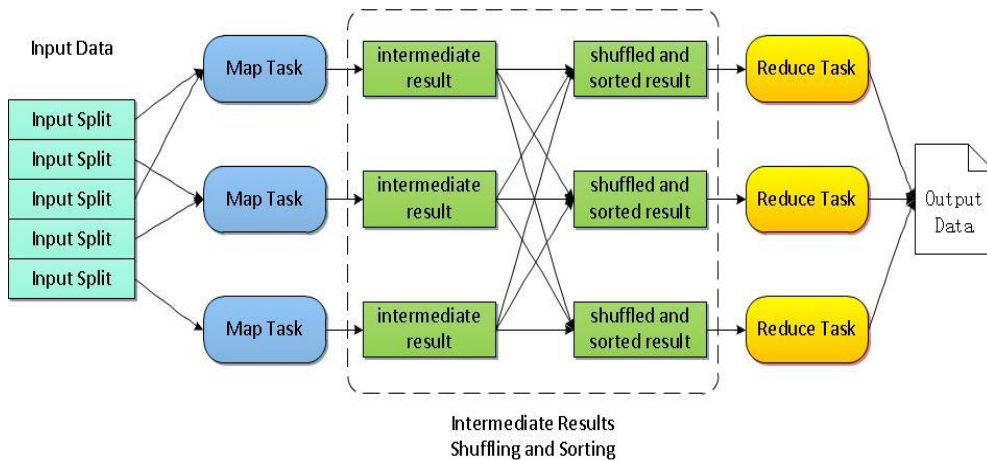 Input Data
Input Split
Input Split
Input Split
Input Split
Input Split
Map Task
Map Task
Map Task
intermediate
result
intermediate
result
intermediate
result
shuffled and
sorted result
shuffled and
sorted result
shuffled and
sorted result
Reduce Task
Reduce Task
Reduce Task
Output
Data
Intermediate Results
Shuffling and Sorting